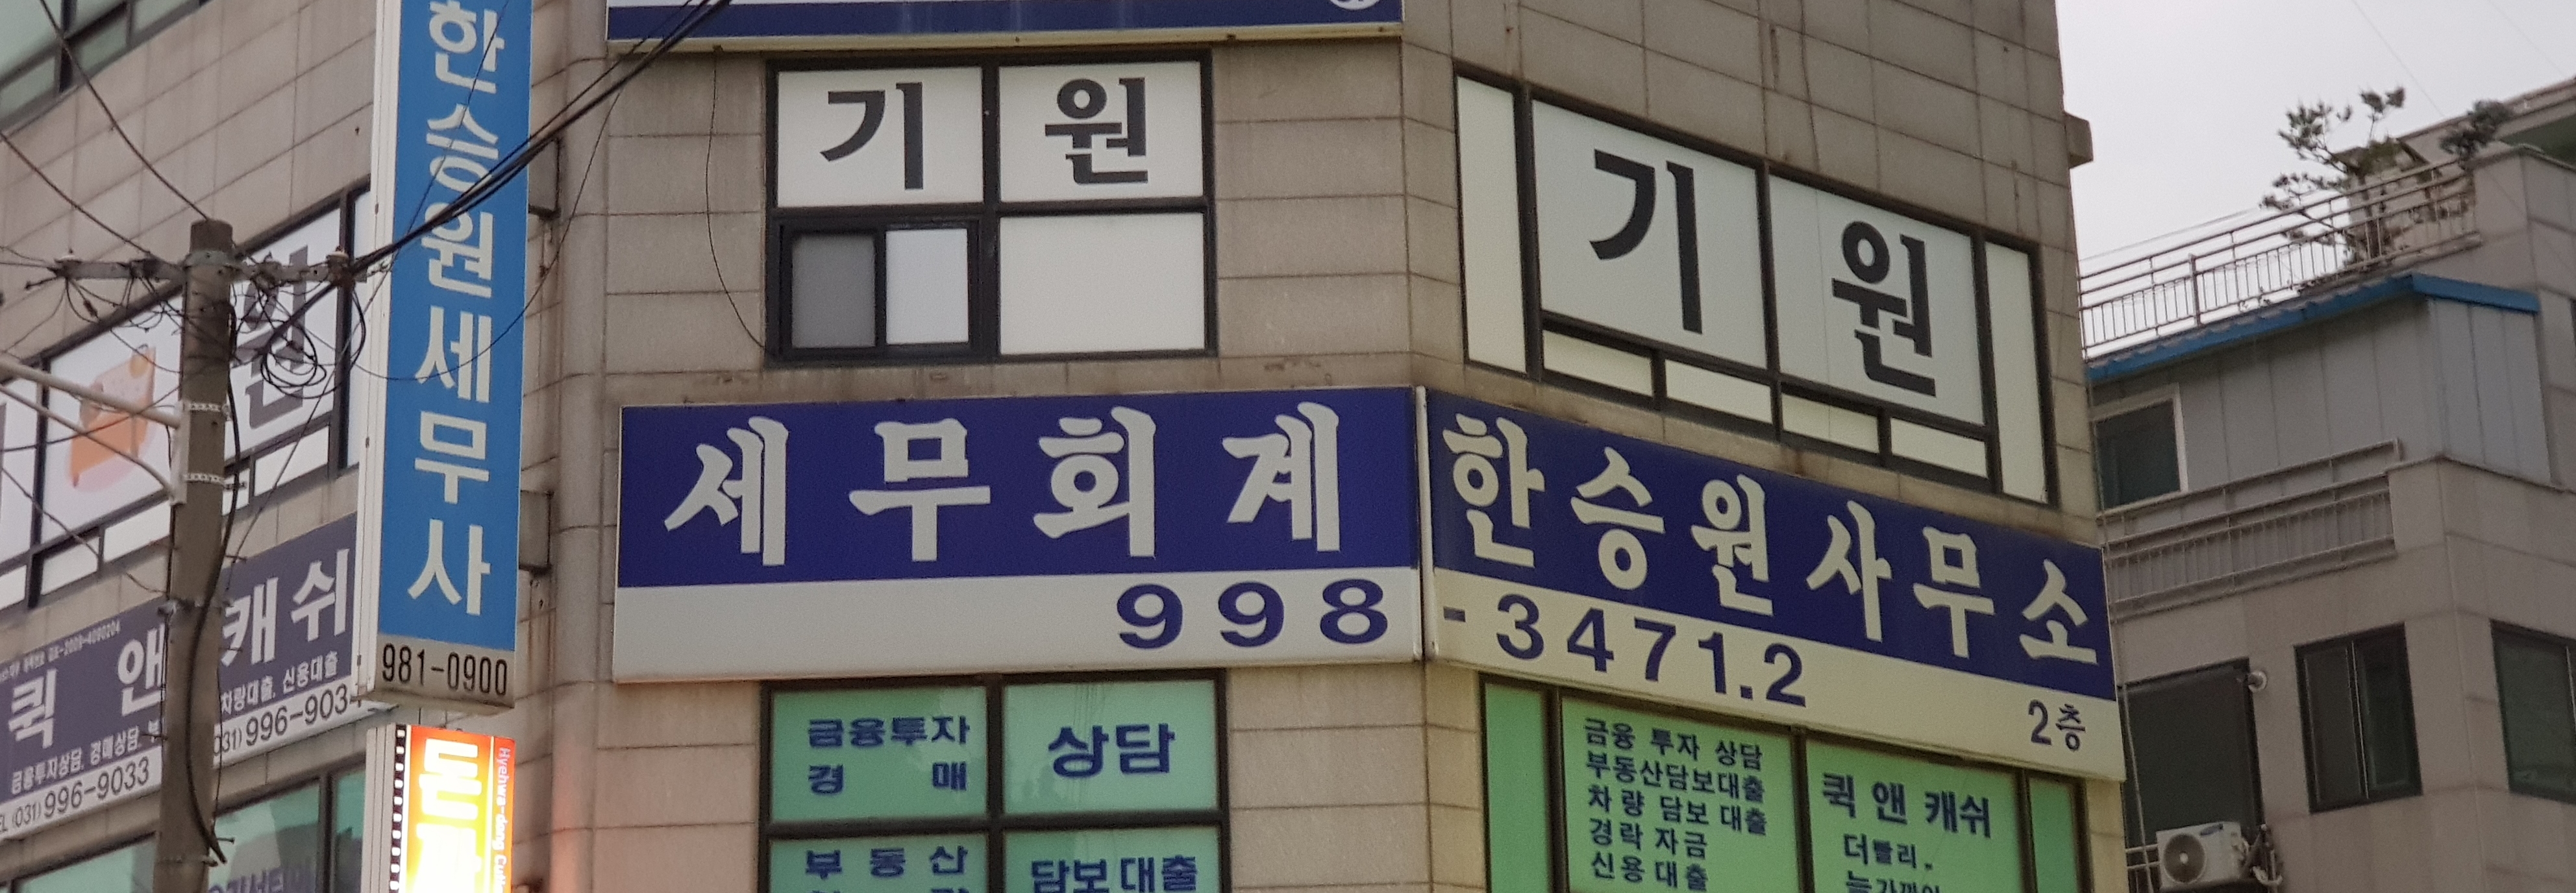 한승원세무사
981-0900
기원
기원
세무회계
998
한승원사무소
-3471.2
2층
퀵 앤 캐쉬
차량대출, 신용대출
금융투자상담, 경매상담,
(031)996-9033
996-903
금융투자
경 매
상담
부 동 산
담보대출
금융 투자 상담
부동산담보대출
차량 담보 대출
경락자금
신용대출
퀵 앤 캐쉬
더빨리.
돈
Hyehwa-dong